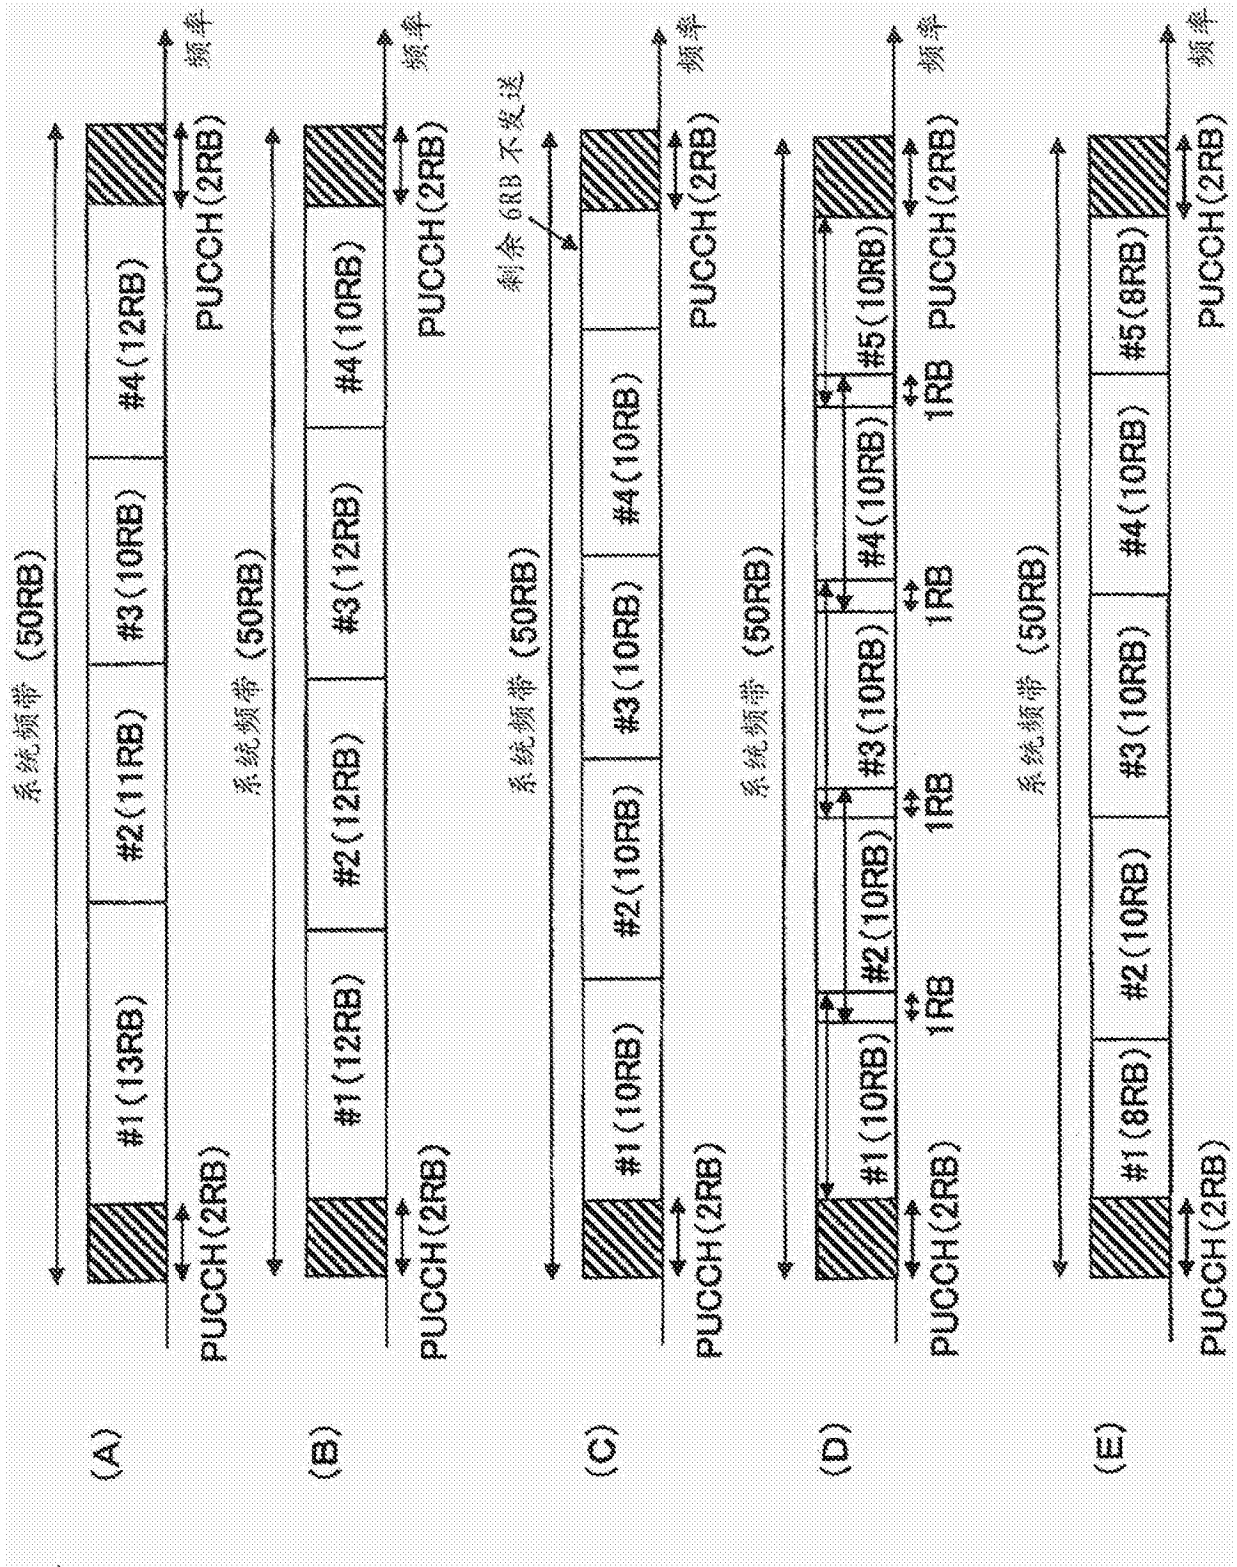 (A)
系统频带 (50RB)
#1(13RB) #2(11RB) #3(10RB) #4(12RB)
PUCCH(2RB) PUCCH(2RB) 频率
(B)
系统频带 (50RB)
#1(12RB) #2(12RB) #3(12RB) #4(10RB)
PUCCH(2RB) PUCCH(2RB) 频率
(C)
剩余 6RB 不发送
系统频带 (50RB)
#1(10RB) #2(10RB) #3(10RB) #4(10RB)
PUCCH(2RB) PUCCH(2RB) 频率
(D)
系统频带 (50RB)
#1(10RB) #2(10RB) #3(10RB) #4(10RB) #5(10RB)
PUCCH(2RB) 1RB 1RB 1RB 1RB PUCCH(2RB) 频率
(E)
系统频带 (50RB)
#1(8RB) #2(10RB) #3(10RB) #4(10RB) #5(8RB)
PUCCH(2RB) PUCCH(2RB) 频率